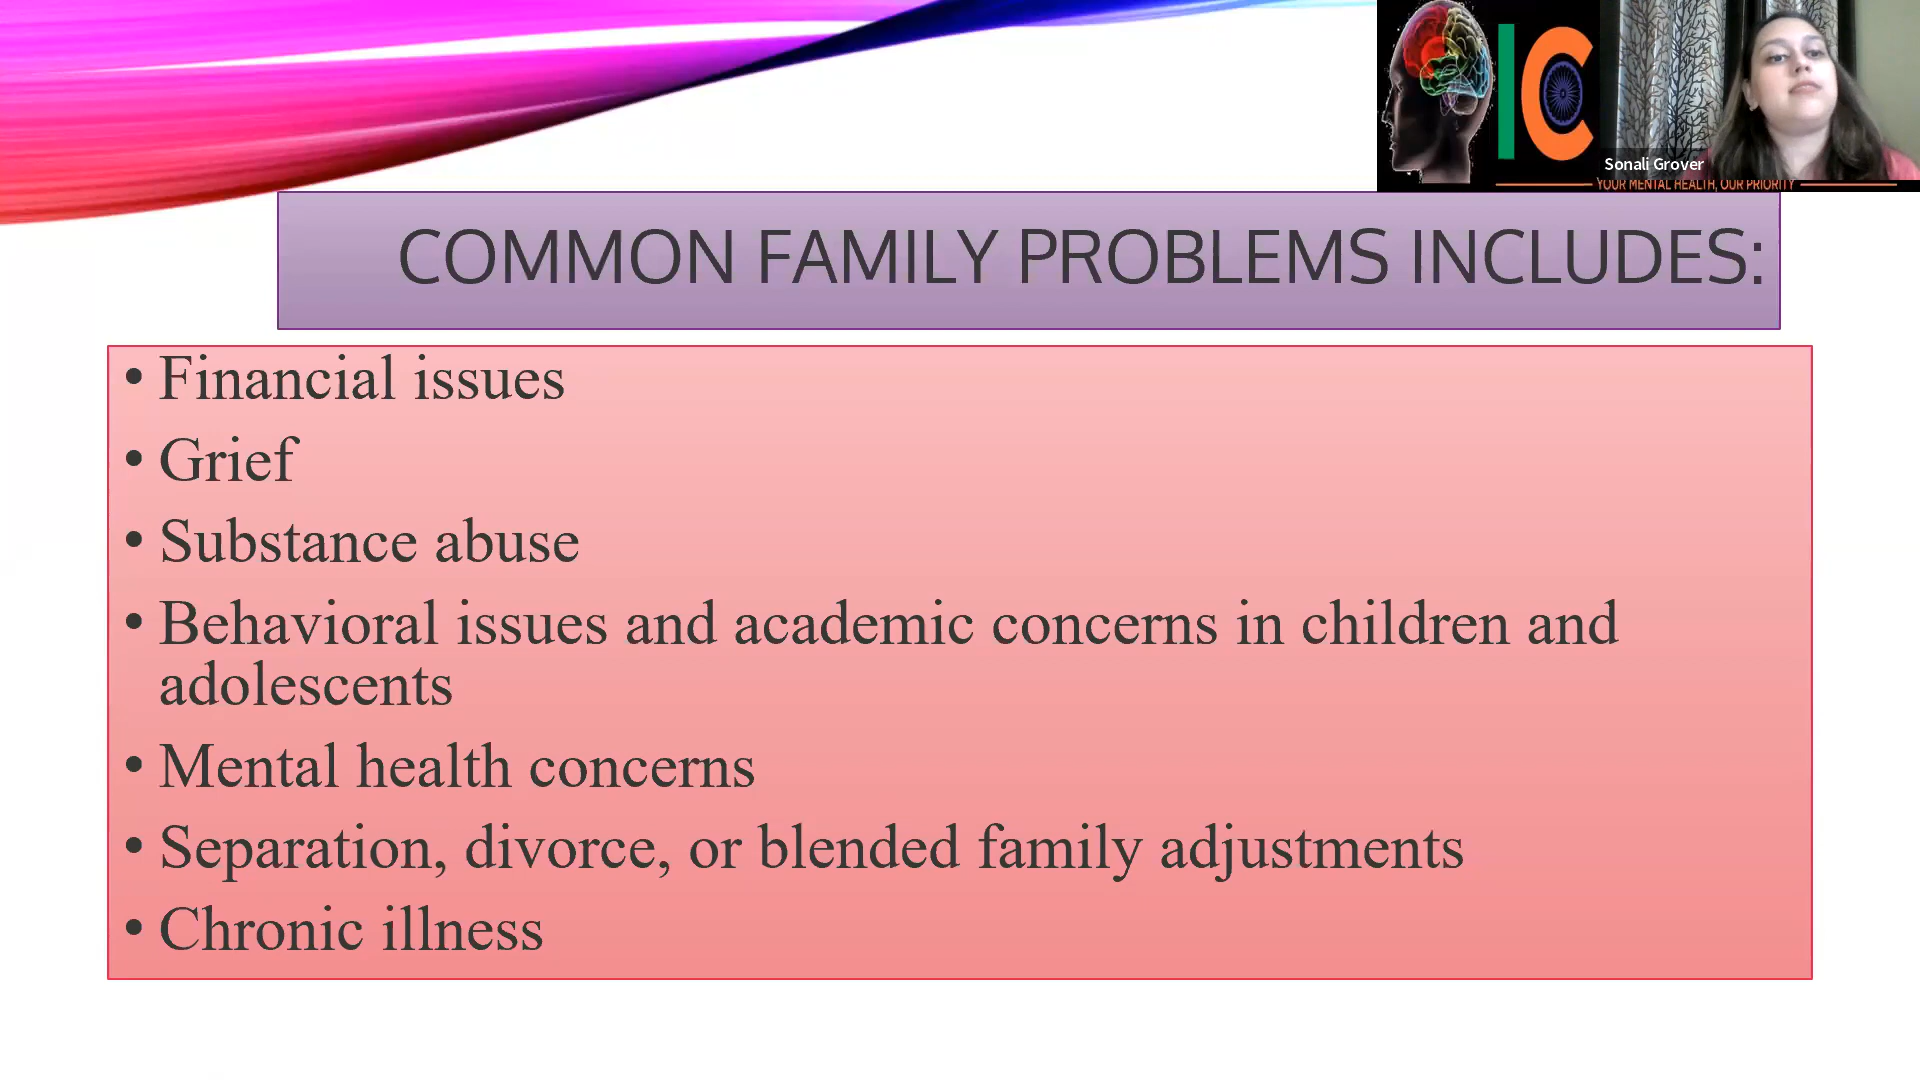 IC
Sonali Grover
YOUR MENTAL HEALTH, OUR PRIORITY
COMMON FAMILY PROBLEMS INCLUDES:
• Financial issues
• Grief
• Substance abuse
• Behavioral issues and academic concerns in children and
adolescents
• Mental health concerns
• Separation, divorce, or blended family adjustments
• Chronic illness